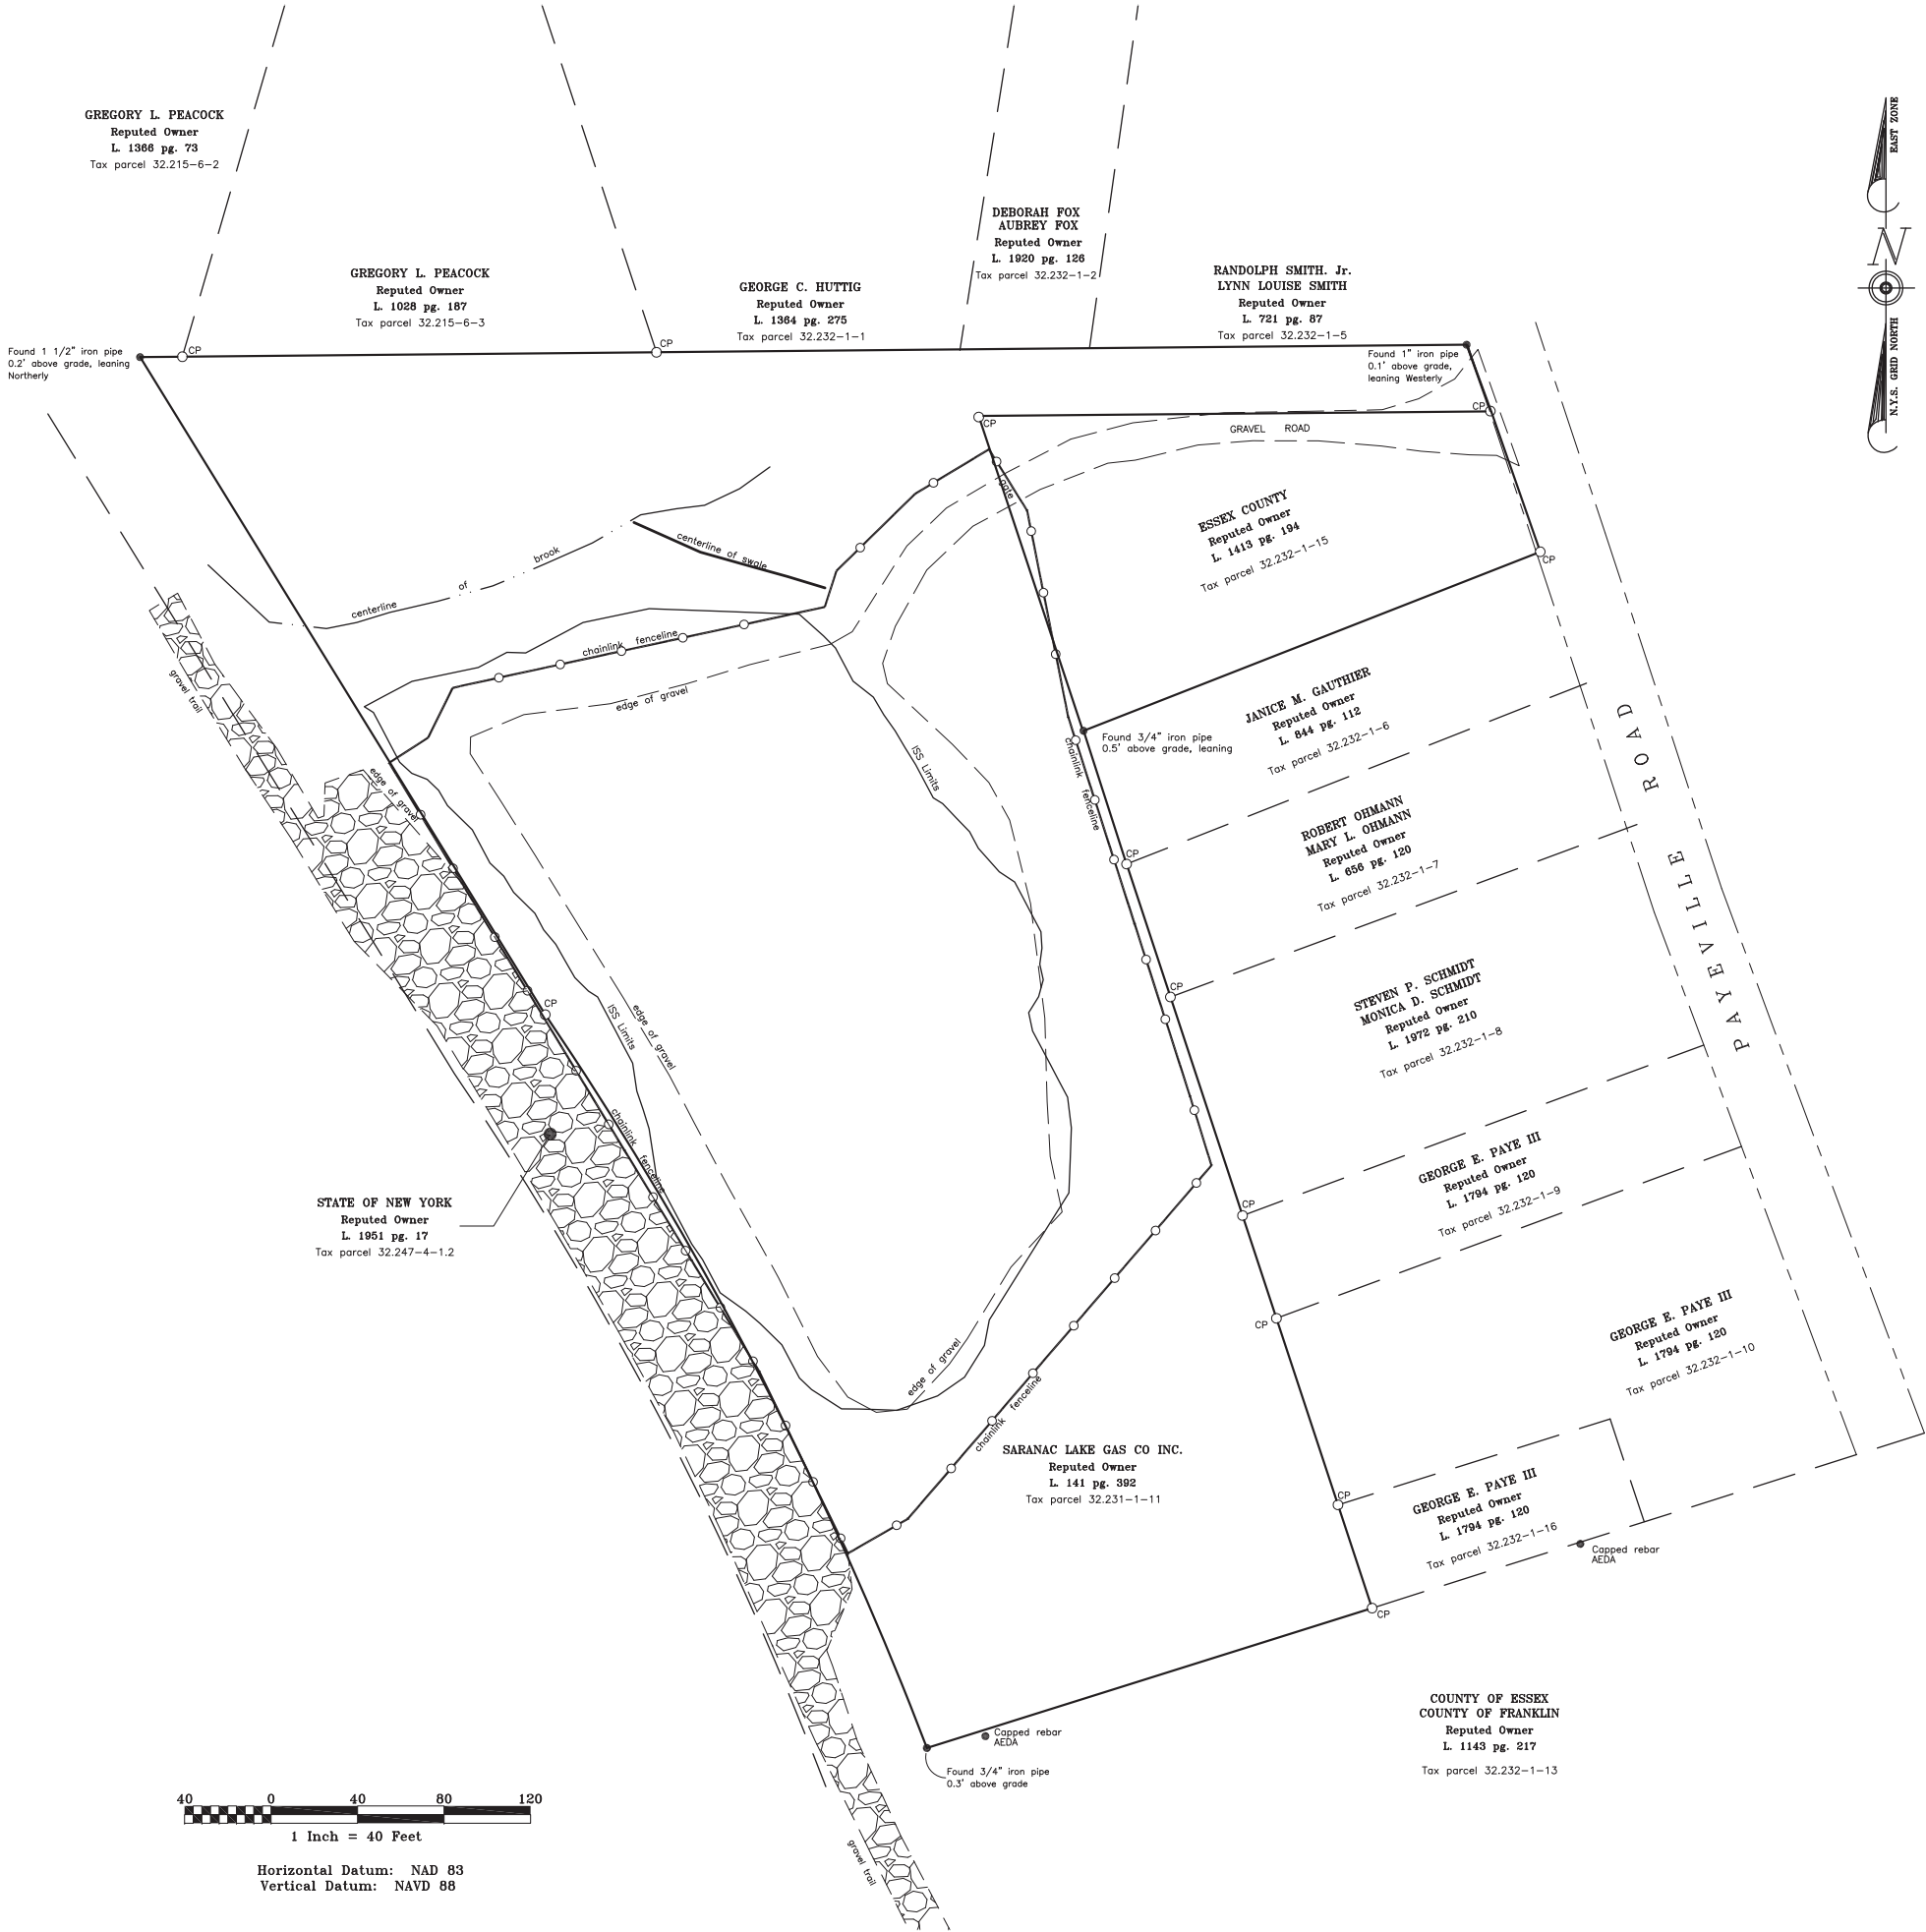 GREGORY L. PEACOCK
Reputed Owner
L. 1366 pg. 73
Tax parcel 32.215-6-2
EAST ZONE
N
N.Y.S. GRID NORTH
DEBORAH FOX
AUBREY FOX
Reputed Owner
L. 1920 pg. 126
Tax parcel 32.232-1-2
GREGORY L. PEACOCK
Reputed Owner
L. 1028 pg. 187
Tax parcel 32.215-6-3
GEORGE C. HUTTIG
Reputed Owner
L. 1364 pg. 275
Tax parcel 32.232-1-1
RANDOLPH SMITH. Jr.
LYNN LOUISE SMITH
Reputed Owner
L. 721 pg. 87
Tax parcel 32.232-1-5
Found 1 1/2" iron pipe
0.2' above grade, leaning
Northerly
CP
CP
Found 1" iron pipe
0.1' above grade,
leaning Westerly
CP
CP
GRAVEL ROAD
gate
ESSEX COUNTY
Reputed Owner
L. 1413 pg. 194
Tax parcel 32.232-1-15
CP
centerline of brook
centerline of swale
chainlink fenceline
edge of gravel
gravel trail
edge of gravel
ISS Limits
JANICE M. GAUTHIER
Reputed Owner
L. 844 pg. 112
Tax parcel 32.232-1-6
Found 3/4" iron pipe
0.5' above grade, leaning
chainlink fenceline
PAYEVILLE ROAD
ROBERT OHMANN
MARY L. OHMANN
Reputed Owner
L. 656 pg. 120
Tax parcel 32.232-1-7
CP
CP
STEVEN P. SCHMIDT
MONICA D. SCHMIDT
Reputed Owner
L. 1972 pg. 210
Tax parcel 32.232-1-8
CP
ISS Limits
edge of gravel
chainlink fenceline
STATE OF NEW YORK
Reputed Owner
L. 1951 pg. 17
Tax parcel 32.247-4-1.2
GEORGE E. PAYE III
Reputed Owner
L. 1794 pg. 120
Tax parcel 32.232-1-9
CP
CP
GEORGE E. PAYE III
Reputed Owner
L. 1794 pg. 120
Tax parcel 32.232-1-10
edge of gravel
chainlink fenceline
SARANAC LAKE GAS CO INC.
Reputed Owner
L. 141 pg. 392
Tax parcel 32.231-1-11
CP
GEORGE E. PAYE III
Reputed Owner
L. 1794 pg. 120
Tax parcel 32.232-1-16
Capped rebar
AEDA
CP
COUNTY OF ESSEX
COUNTY OF FRANKLIN
Reputed Owner
L. 1143 pg. 217
Tax parcel 32.232-1-13
Capped rebar
AEDA
Found 3/4" iron pipe
0.3' above grade
gravel trail
40 0 40 80 120
1 Inch = 40 Feet
Horizontal Datum: NAD 83
Vertical Datum: NAVD 88